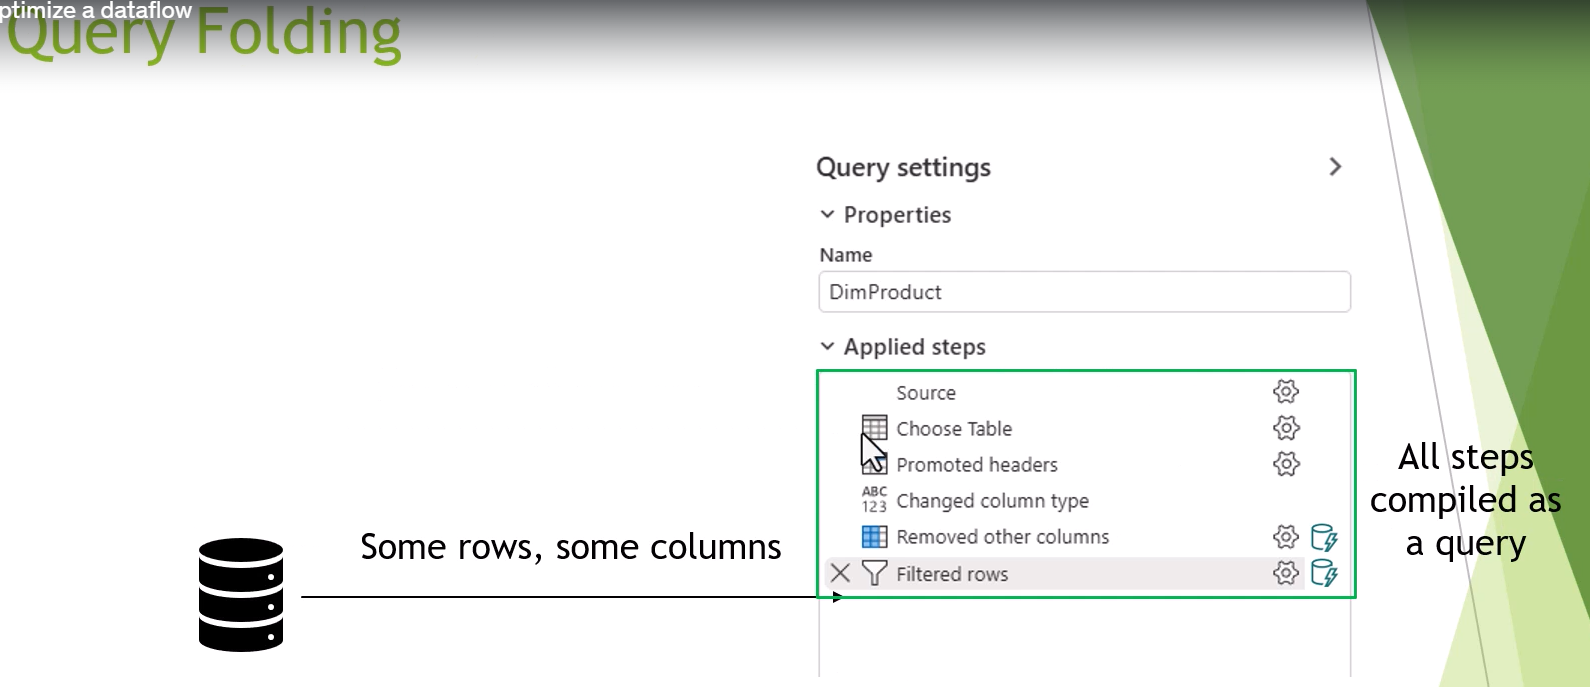 ptimize a dataflow
Query Folding
Query settings
Properties
Name
DimProduct
Applied steps
Source
Choose Table
Promoted headers
ABC
123
Changed column type
Removed other columns
Filtered rows
Some rows, some columns
All steps
compiled as
a query